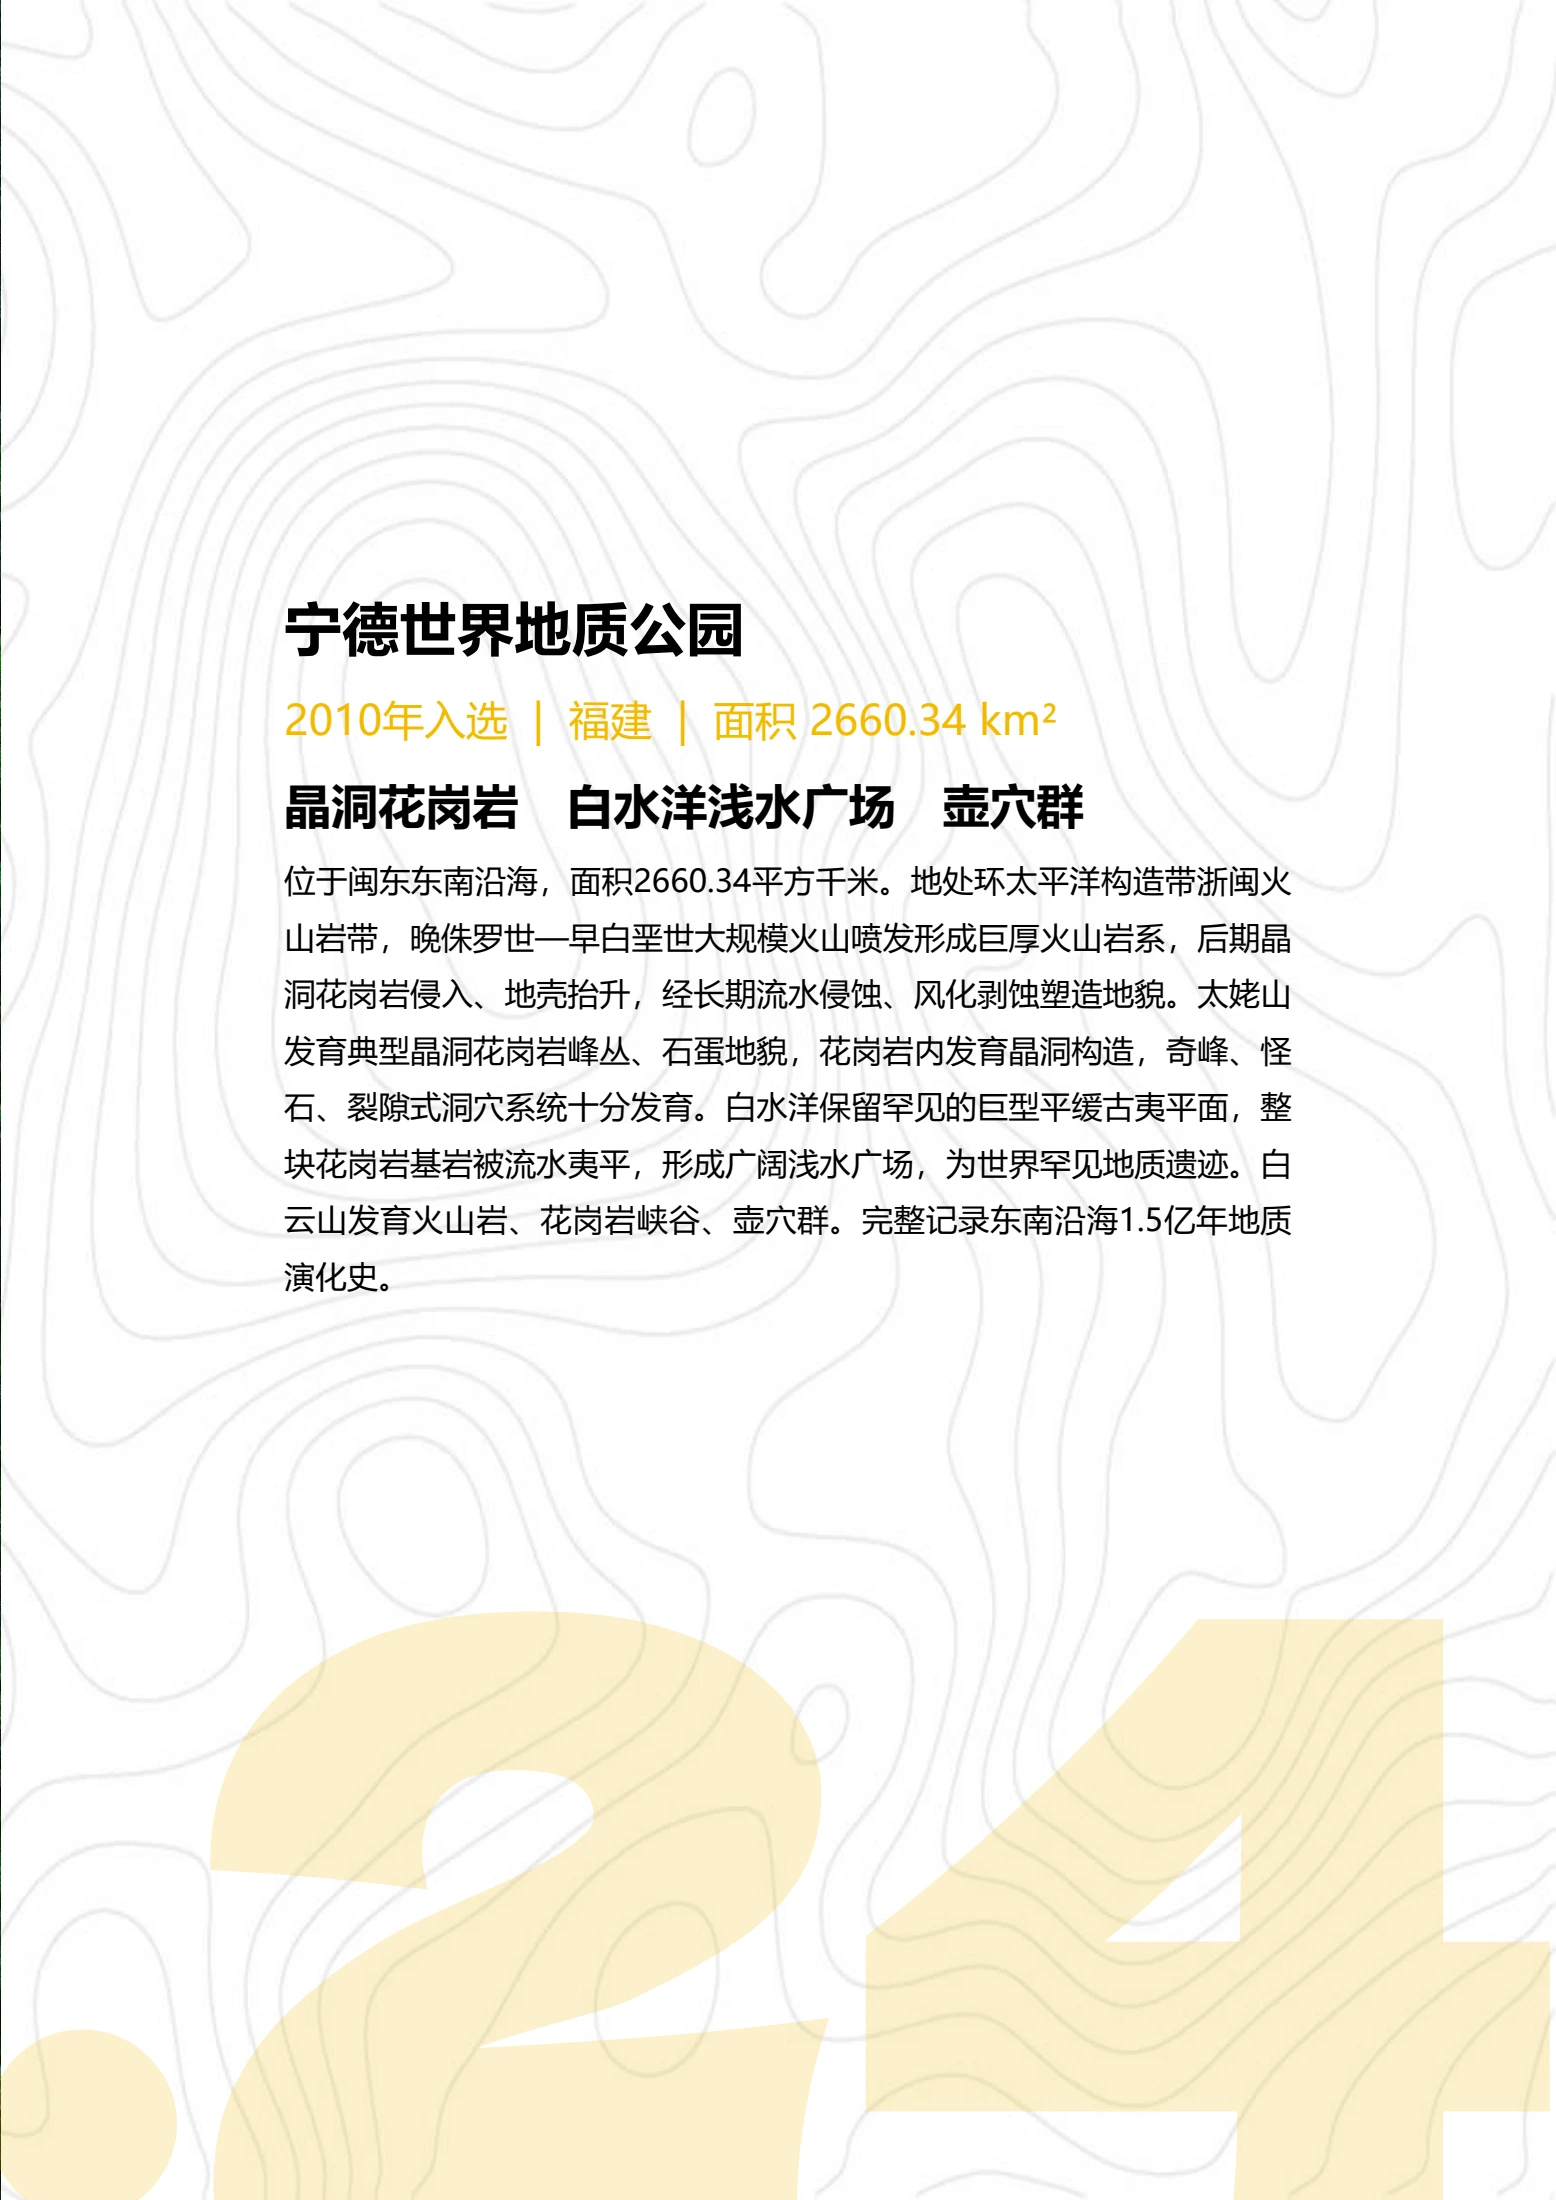 宁德世界地质公园
2010年入选 | 福建 | 面积 2660.34 km²
晶洞花岗岩　白水洋浅水广场　壶穴群
位于闽东东南沿海，面积2660.34平方千米。地处环太平洋构造带浙闽火
山岩带，晚侏罗世—早白垩世大规模火山喷发形成巨厚火山岩系，后期晶
洞花岗岩侵入、地壳抬升，经长期流水侵蚀、风化剥蚀塑造地貌。太姥山
发育典型晶洞花岗岩峰丛、石蛋地貌，花岗岩内发育晶洞构造，奇峰、怪
石、裂隙式洞穴系统十分发育。白水洋保留罕见的巨型平缓古夷平面，整
块花岗岩基岩被流水夷平，形成广阔浅水广场，为世界罕见地质遗迹。白
云山发育火山岩、花岗岩峡谷、壶穴群。完整记录东南沿海1.5亿年地质
演化史。
.24